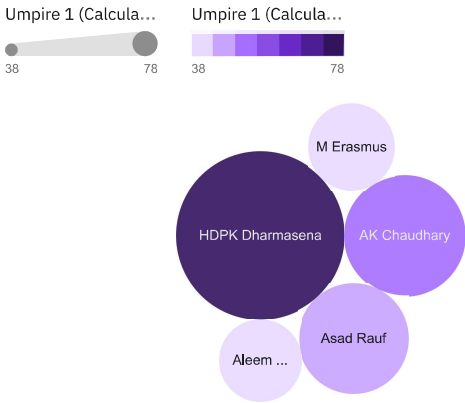 Umpire 1 (Calcula...
38 78
Umpire 1 (Calcula...
38 78
M Erasmus
HDPK Dharmasena
AK Chaudhary
Asad Rauf
Aleem ...